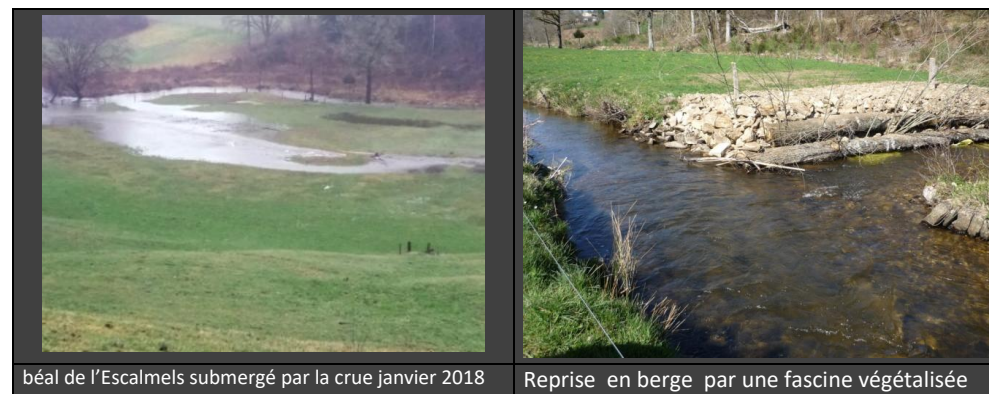 béal de l'Escalmels submergé par la crue janvier 2018
Reprise en berge par une fascine végétalisée